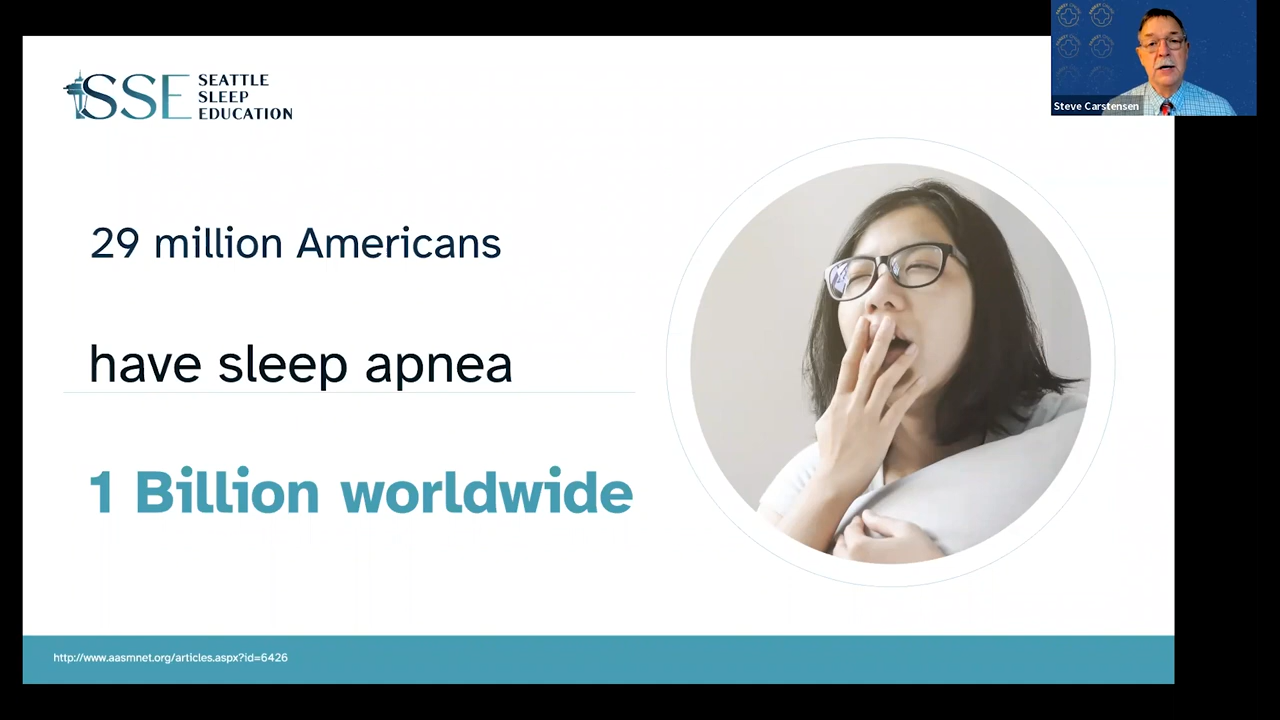 SSE SEATTLE
SLEEP
EDUCATION
Steve Carstensen
29 million Americans
have sleep apnea
1 Billion worldwide
http://www.aasmnet.org/articles.aspx?id=6426